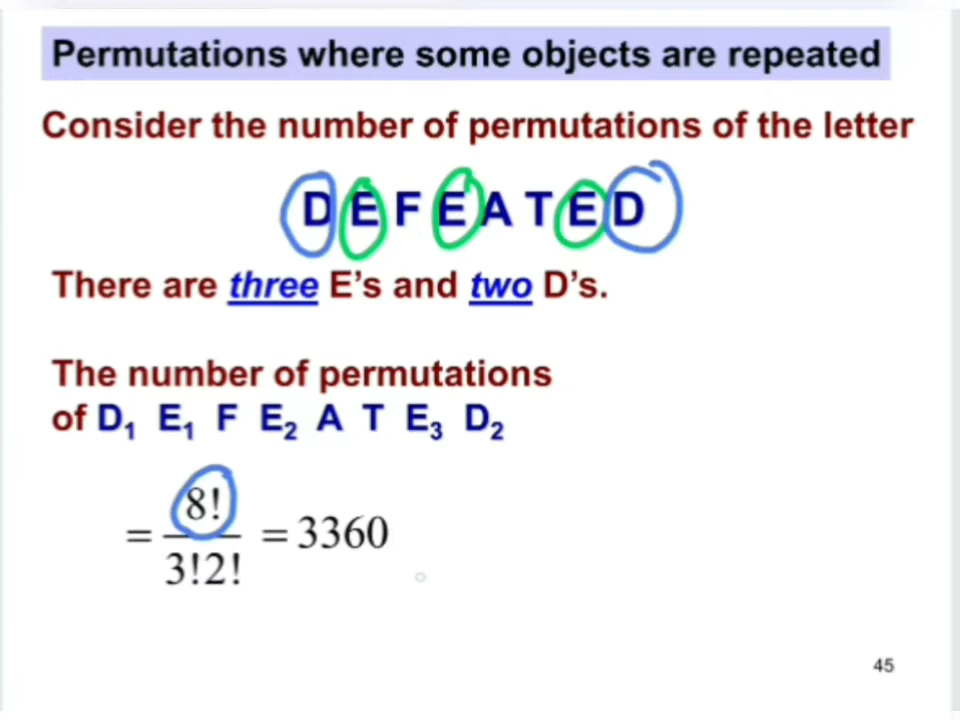 Permutations where some objects are repeated
Consider the number of permutations of the letter
D E F E A T E D
There are three E's and two D's.
The number of permutations
of D₁ E₁ F E₂ A T E₃ D₂
= 8!/3!2! = 3360
45